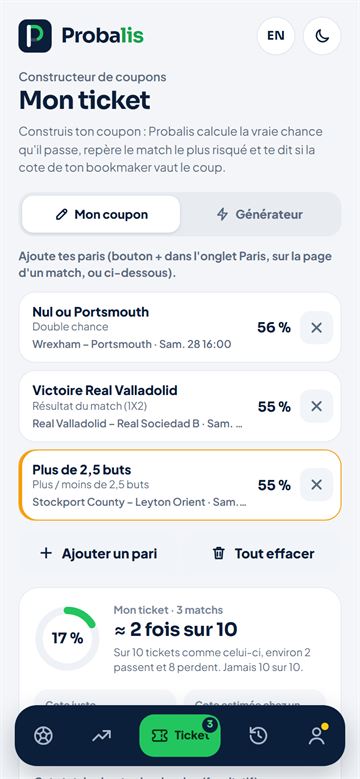 Probalis
EN
Constructeur de coupons
Mon ticket
Construis ton coupon : Probalis calcule la vraie chance
qu'il passe, repère le match le plus risqué et te dit si la
cote de ton bookmaker vaut le coup.
Mon coupon
Générateur
Ajoute tes paris (bouton + dans l'onglet Paris, sur la page
d'un match, ou ci-dessous).
Nul ou Portsmouth
Double chance
Wrexham – Portsmouth · Sam. 28 16:00
56 %
Victoire Real Valladolid
Résultat du match (1X2)
Real Valladolid – Real Sociedad B · Sam. ...
55 %
Plus de 2,5 buts
Plus / moins de 2,5 buts
Stockport County – Leyton Orient · Sam. ...
55 %
Ajouter un pari
Tout effacer
17 %
Mon ticket · 3 matchs
≈ 2 fois sur 10
Sur 10 tickets comme celui-ci, environ 2
passent et 8 perdent. Jamais 10 sur 10.
Cote juste
Cote estimée chez un
Ticket
3